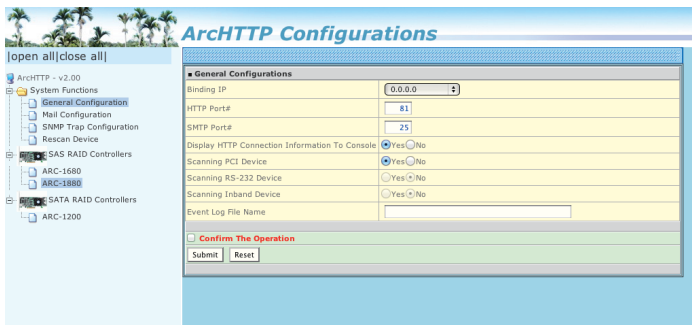 ArcHTTP Configurations
|open all|close all|
ArcHTTP - v2.00
System Functions
General Configuration
Mail Configuration
SNMP Trap Configuration
Rescan Device
SAS RAID Controllers
ARC-1680
ARC-1880
SATA RAID Controllers
ARC-1200
General Configurations
Binding IP 0.0.0.0
HTTP Port# 81
SMTP Port# 25
Display HTTP Connection Information To Console Yes No
Scanning PCI Device Yes No
Scanning RS-232 Device Yes No
Scanning Inband Device Yes No
Event Log File Name
Confirm The Operation
Submit Reset